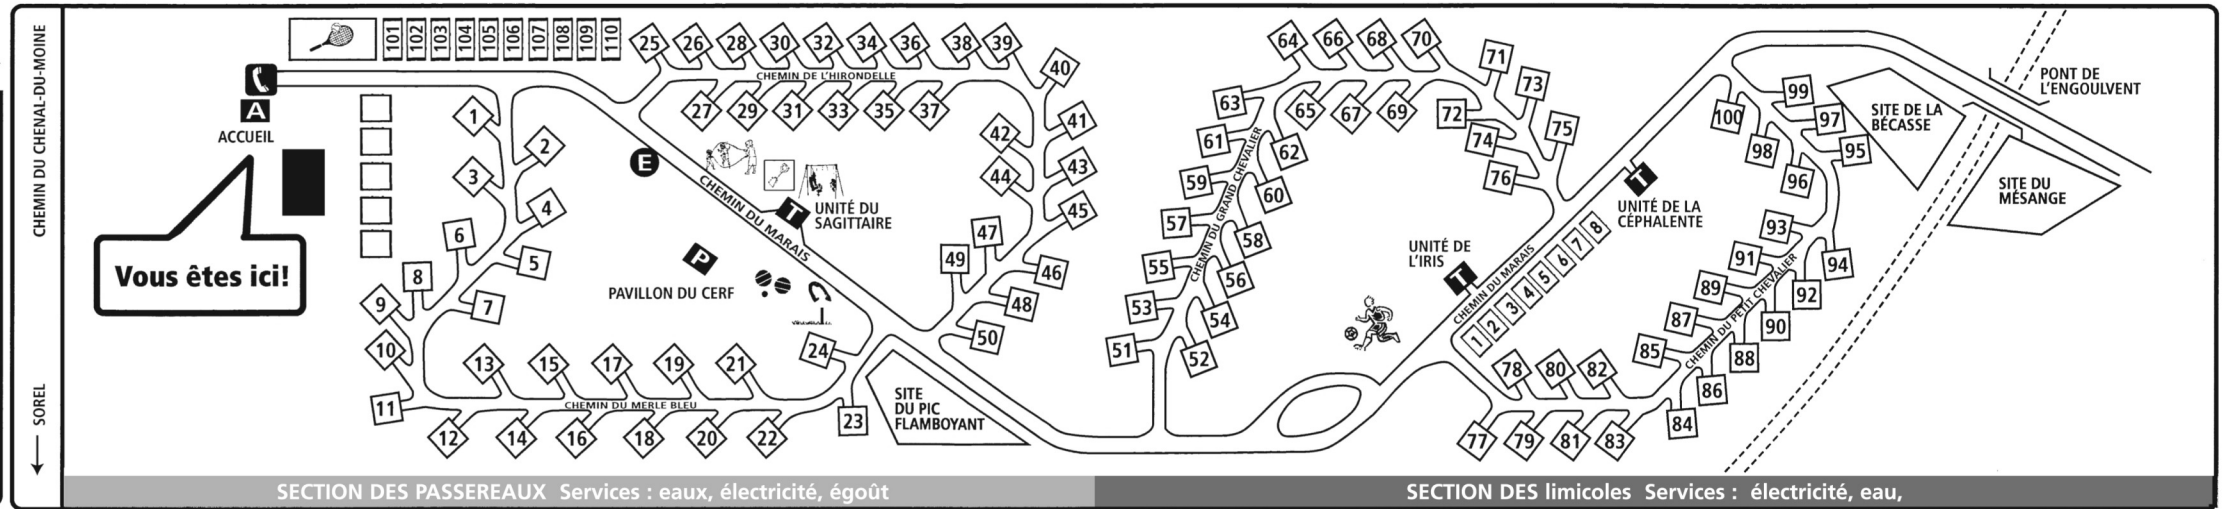 CHEMIN DU CHENAL-DU-MOINE
SOREL
101 102 103 104 105 106 107 108 109 110
A
ACCUEIL
Vous êtes ici!
25 26 28 30 32 34 36 38 39
CHEMIN DE L'HIRONDELLE
27 29 31 33 35 37
40
41
42
43
44
45
46
47
48
49
50
1
2
3
4
5
6
7
8
9
10
11
E
CHEMIN DU MARAIS
T
UNITÉ DU
SAGITTAIRE
P
PAVILLON DU CERF
13 15 17 19 21
24
CHEMIN DU MERLE BLEU
12 14 16 18 20 22
23
SITE
DU PIC
FLAMBOYANT
64 66 68 70
71
73
75
65 67 69
72
74
76
63
61
59
57
55
53
51
CHEMIN DU GRAND CHEVALIER
62
60
58
56
54
52
UNITÉ DE
L'IRIS
T
CHEMIN DU MARAIS
1 2 3 4 5 6 7 8
T
UNITÉ DE LA
CÉPHALENTE
78 80 82
77 79 81 83
84
86
88
90
92
94
CHEMIN DU PETIT CHEVALIER
85
87
89
91
93
100
98
96
99
97
95
SITE DE LA
BÉCASSE
PONT DE
L'ENGOULVENT
SITE DU
MÉSANGE
SECTION DES PASSEREAUX Services : eaux, électricité, égoût
SECTION DES limicoles Services : électricité, eau,